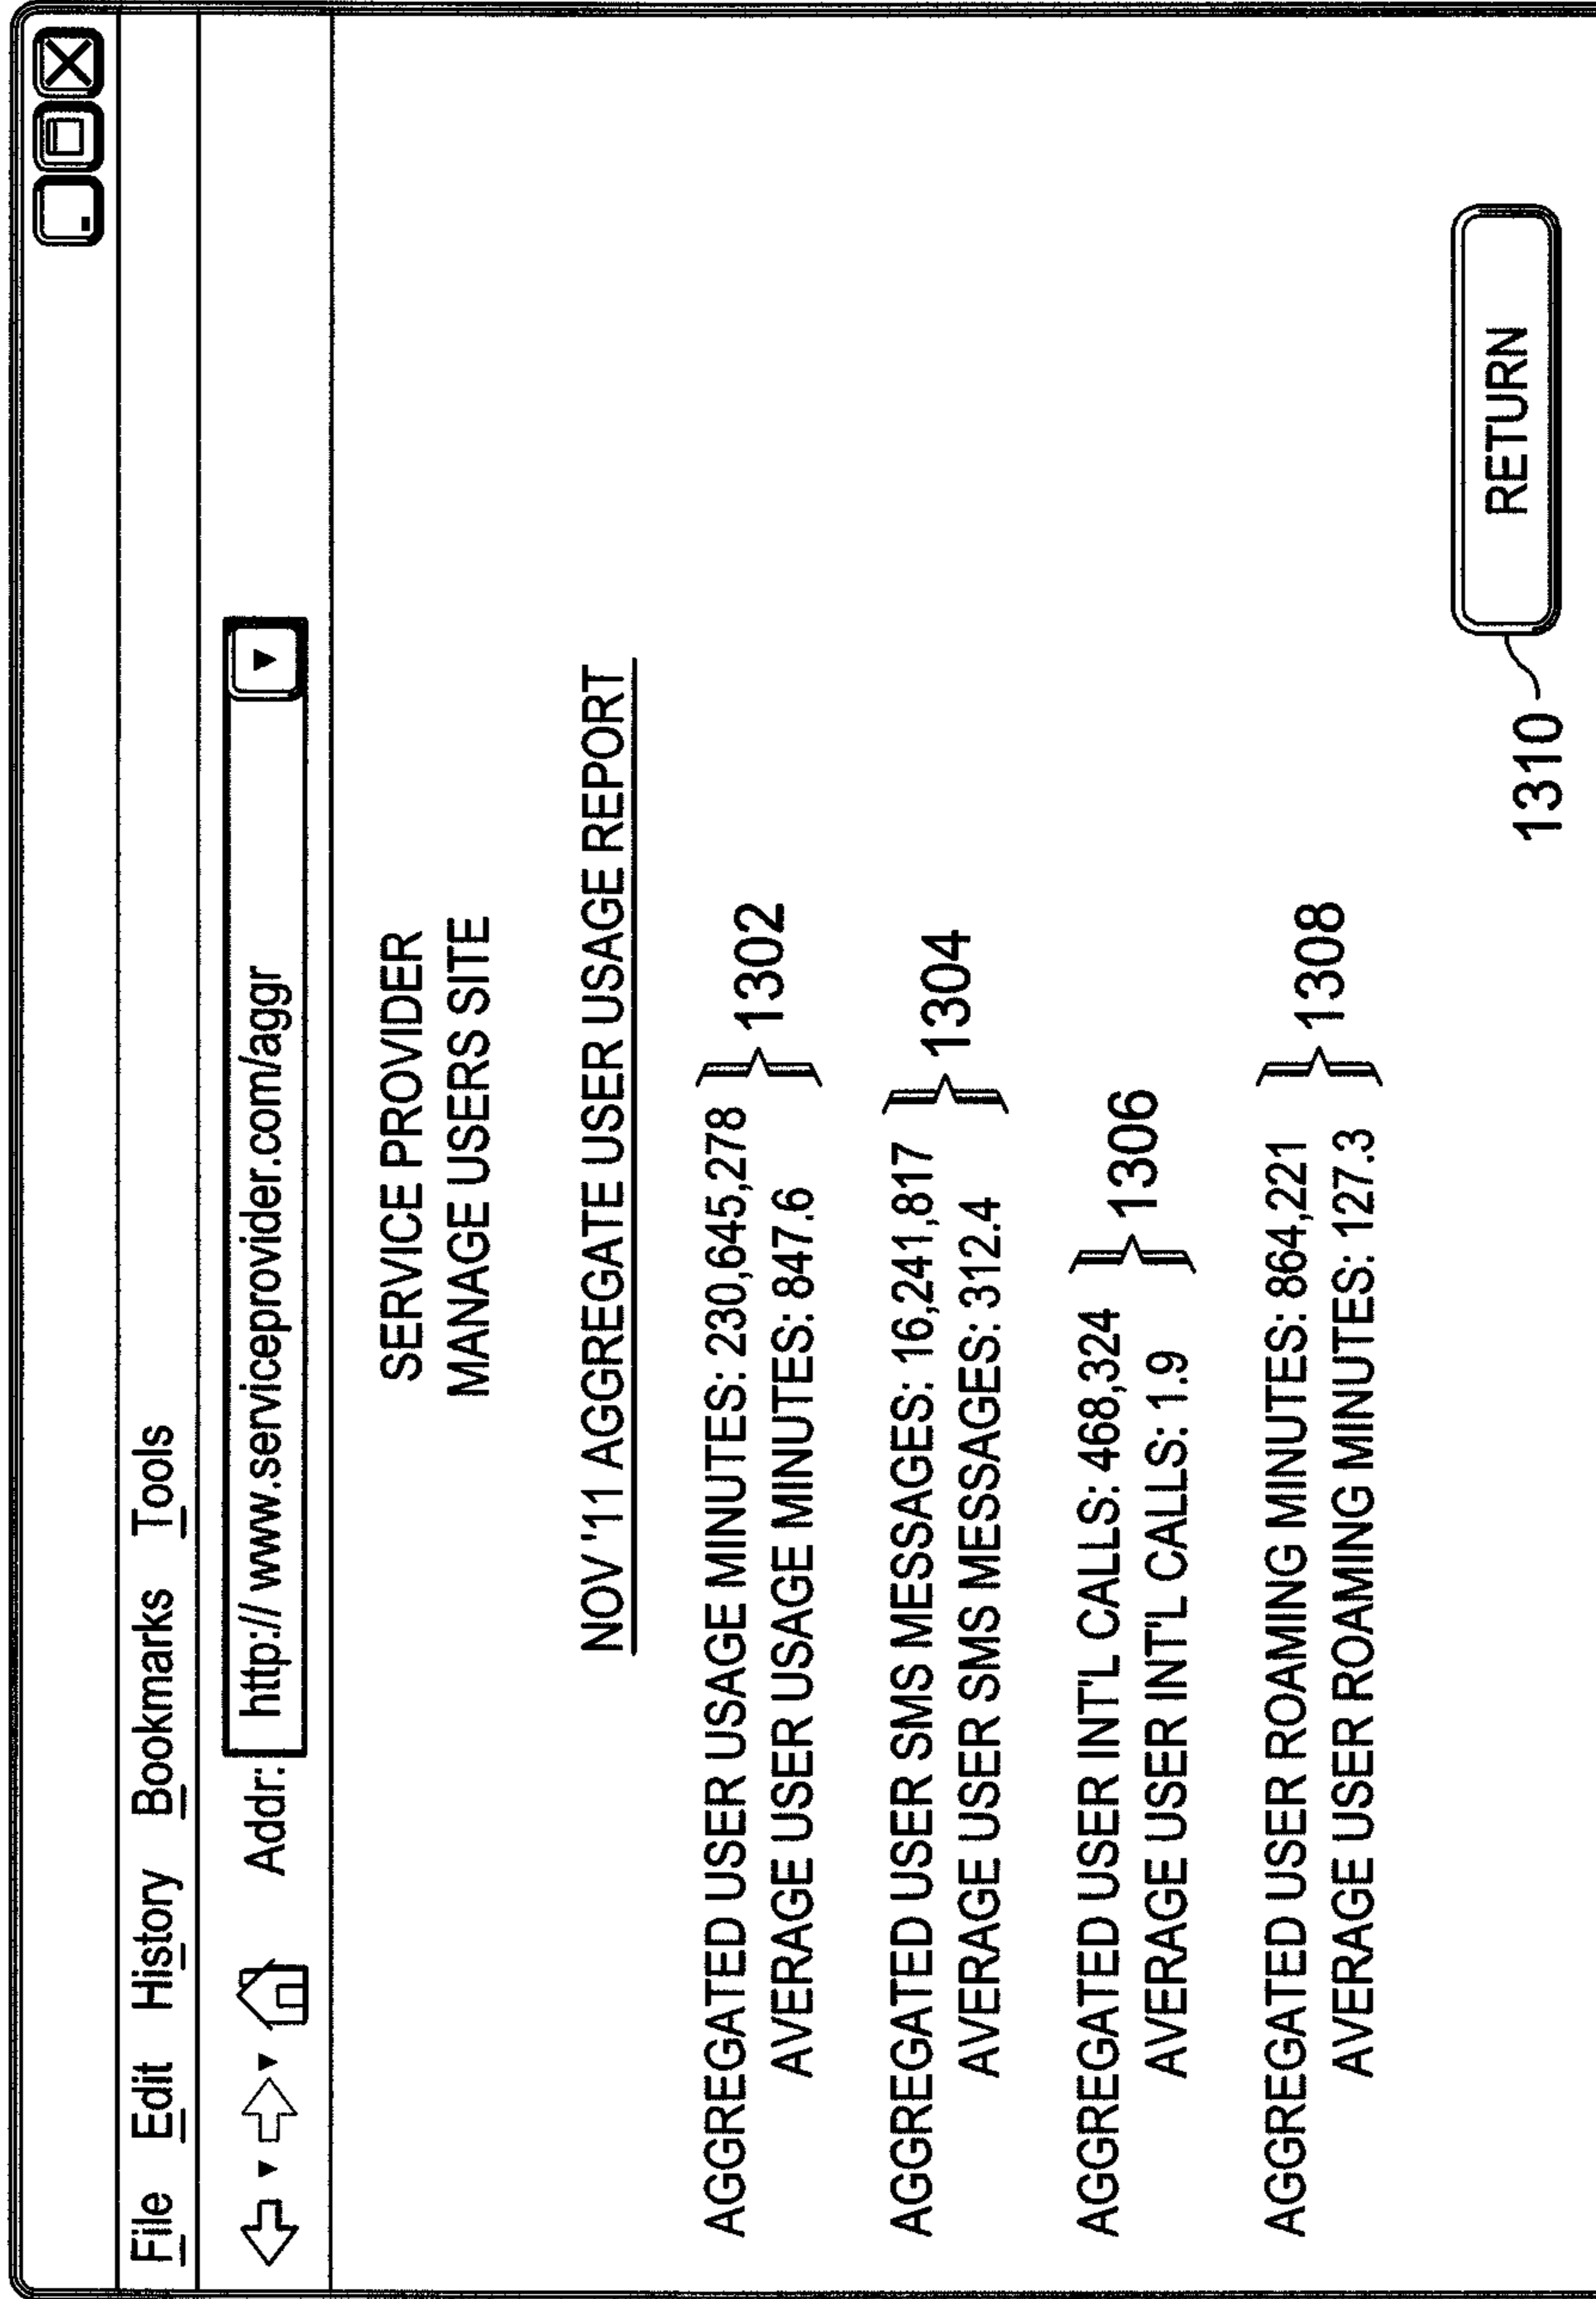 File Edit History Bookmarks Tools
Addr: http:// www.serviceprovider.com/aggr
SERVICE PROVIDER
MANAGE USERS SITE
NOV '11 AGGREGATE USER USAGE REPORT
AGGREGATED USER USAGE MINUTES: 230,645,278
AVERAGE USER USAGE MINUTES: 847.6
1302
AGGREGATED USER SMS MESSAGES: 16,241,817
AVERAGE USER SMS MESSAGES: 312.4
1304
AGGREGATED USER INT'L CALLS: 468,324
AVERAGE USER INT'L CALLS: 1.9
1306
AGGREGATED USER ROAMING MINUTES: 864,221
AVERAGE USER ROAMING MINUTES: 127.3
1308
1310
RETURN